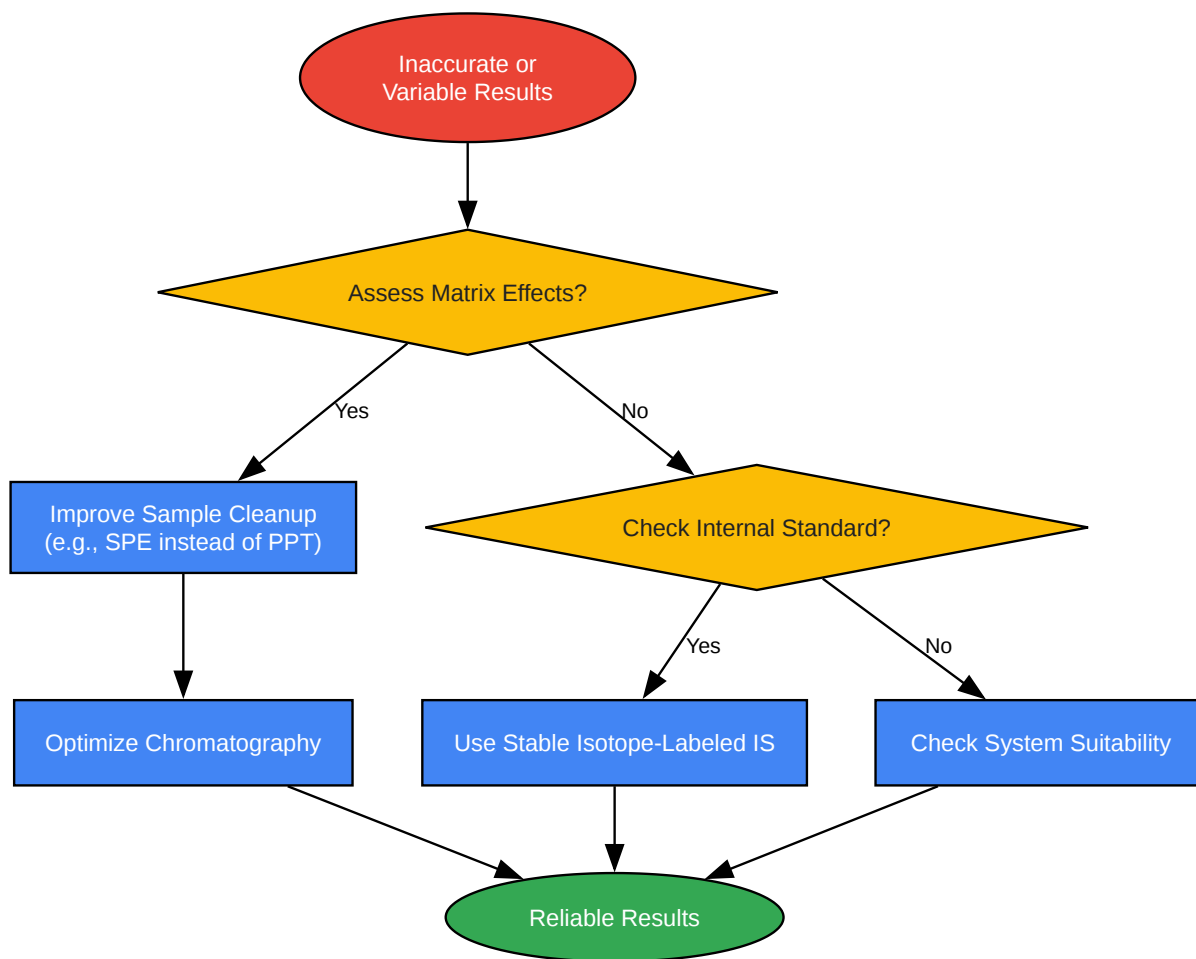 Inaccurate or
Variable Results
Assess Matrix Effects?
Yes
No
Improve Sample Cleanup
(e.g., SPE instead of PPT)
Check Internal Standard?
Yes
No
Optimize Chromatography
Use Stable Isotope-Labeled IS
Check System Suitability
Reliable Results